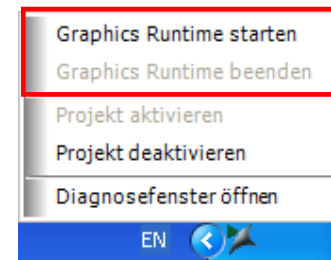 Graphics Runtime starten
Graphics Runtime beenden
Projekt aktivieren
Projekt deaktivieren
Diagnosefenster öffnen
EN